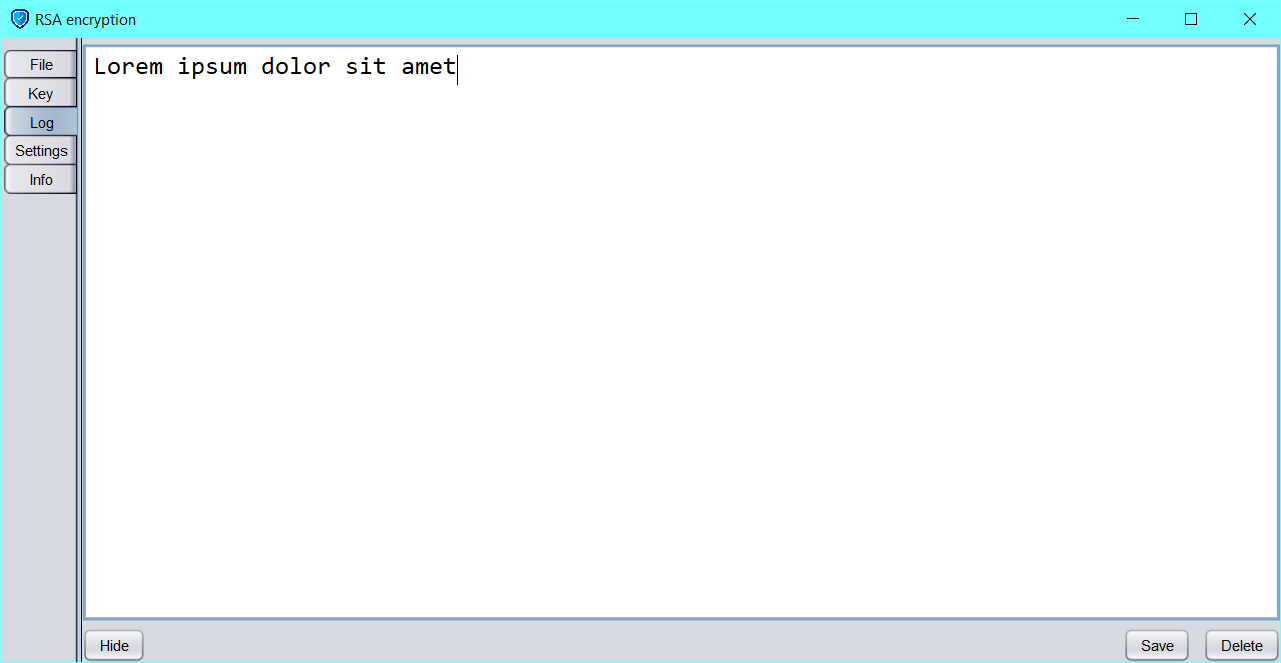 RSA encryption
File
Key
Log
Settings
Info
Lorem ipsum dolor sit amet
Hide
Save
Delete